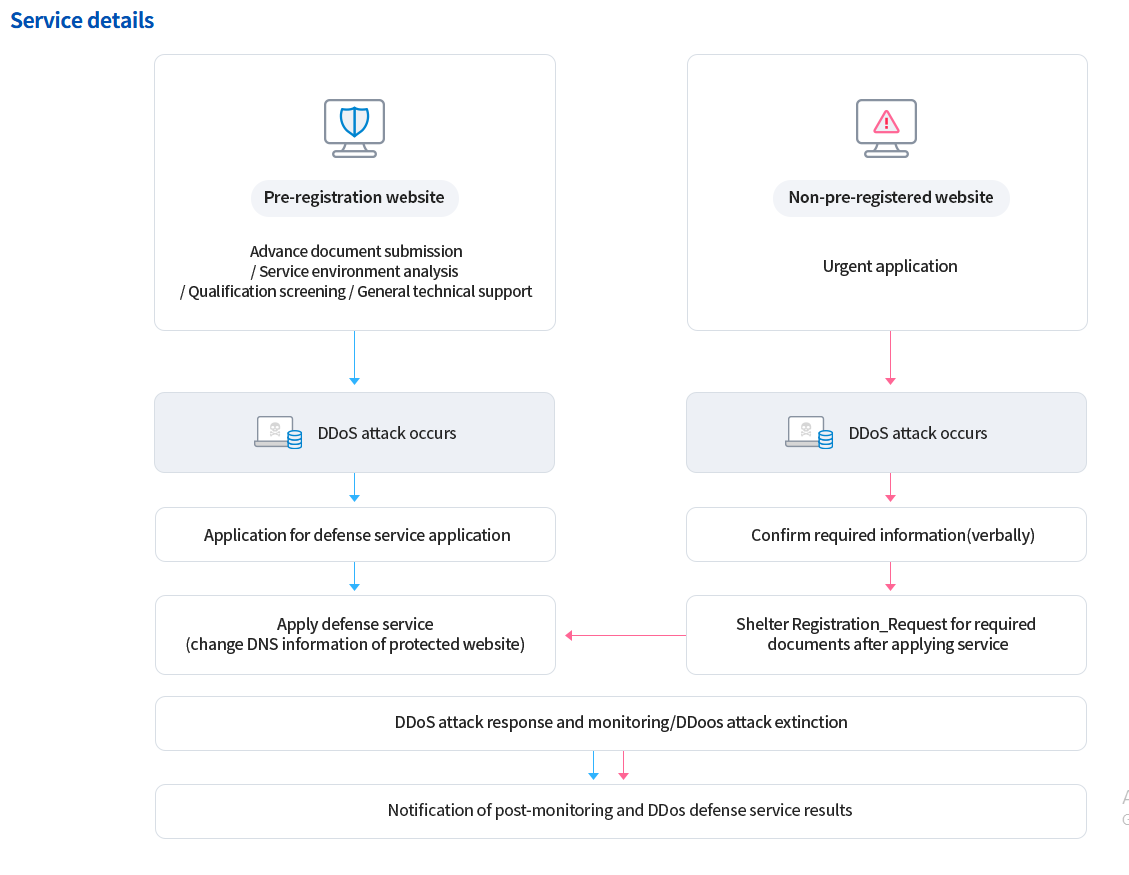 Service details
Pre-registration website
Advance document submission
/ Service environment analysis
/ Qualification screening / General technical support
Non-pre-registered website
Urgent application
DDoS attack occurs
DDoS attack occurs
Application for defense service application
Confirm required information(verbally)
Apply defense service
(change DNS information of protected website)
Shelter Registration_Request for required
documents after applying service
DDoS attack response and monitoring/DDoos attack extinction
Notification of post-monitoring and DDos defense service results